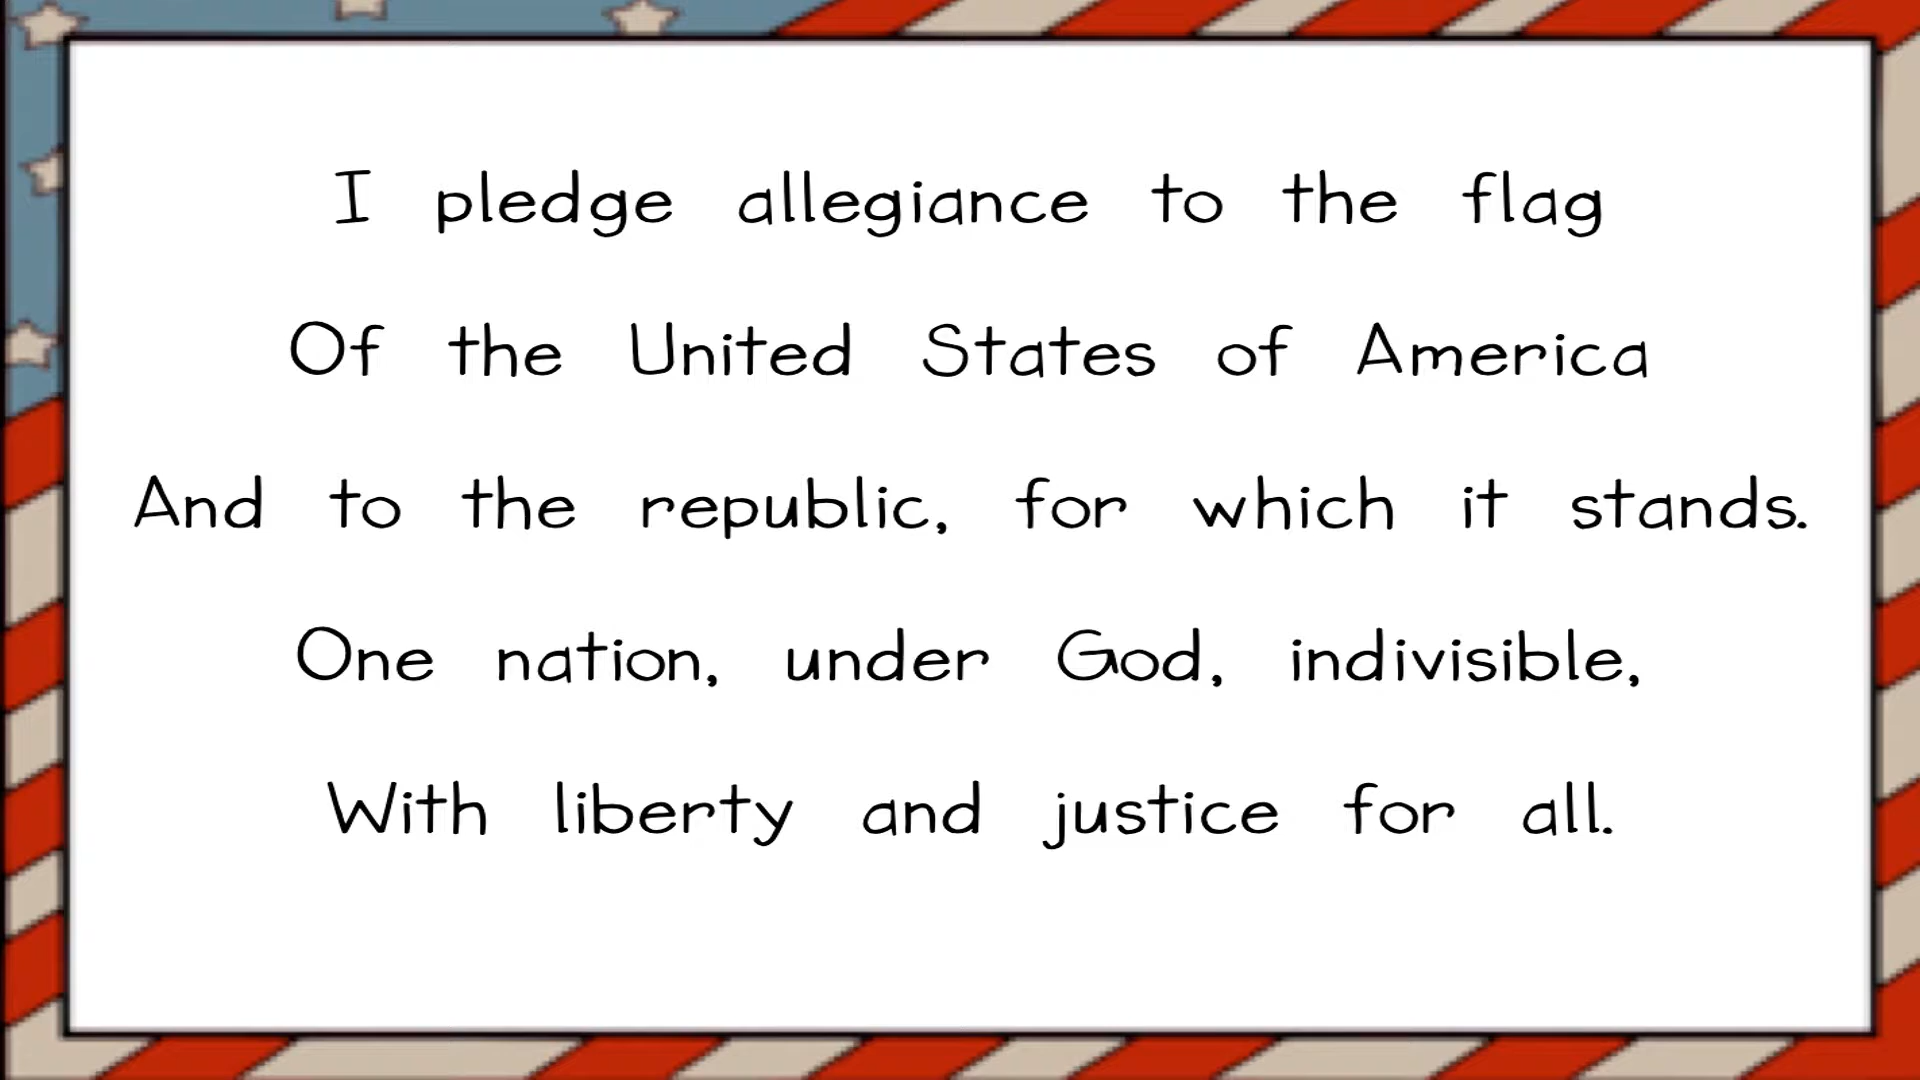 I pledge allegiance to the flag
Of the United States of America
And to the republic, for which it stands.
One nation, under God, indivisible,
With liberty and justice for all.